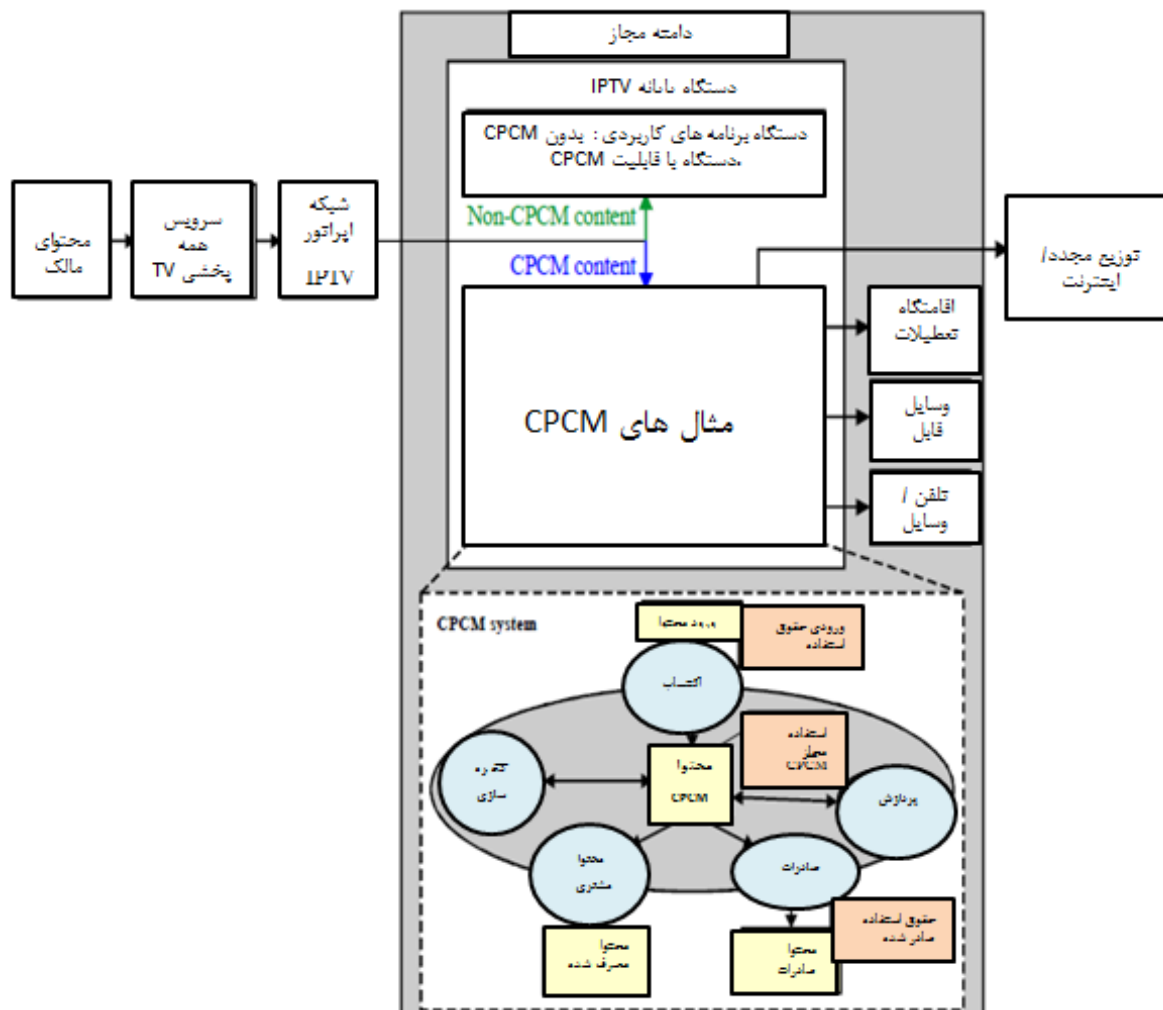 دامنه مجاز
دستگاه پایانه IPTV
دستگاه برنامه های کاربردی : بدون CPCM
دستگاه با قابلیت CPCM.
Non-CPCM content
CPCM content
محتوای
مالک
سرویس
همه
پخشی TV
شبکه
اپراتور
IPTV
مثال های CPCM
توزیع مجدد/
اینترنت
اقامتگاه
تعطیلات
وسایل
قابل
تلفن /
وسایل
CPCM system
ورود محتوا
ورودی حقوق
استفاده
اکتساب
استفاده
مجاز
CPCM
محتوا
CPCM
سازی
پردازش
محتوا
مشتری
صادرات
حقوق استفاده
صادر شده
محتوا
مصرف شده
محتوا
صادرات